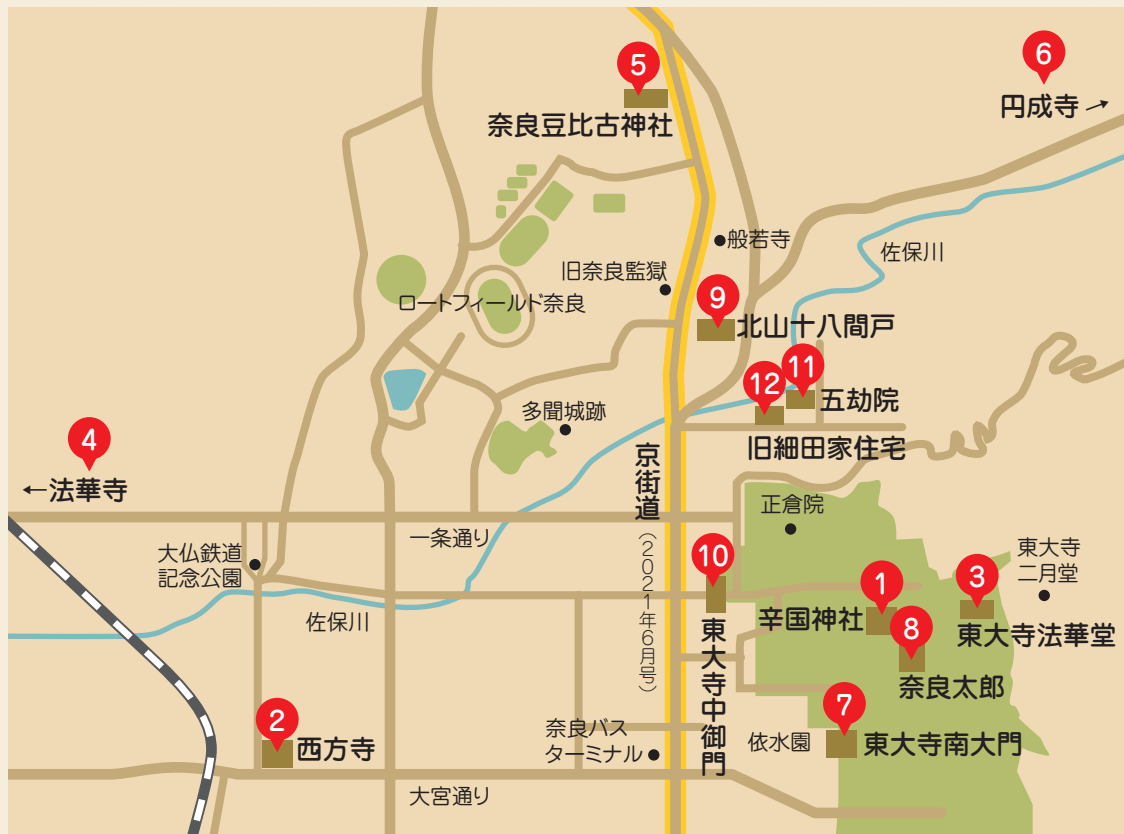 5
奈良豆比古神社
6
円成寺
般若寺
佐保川
旧奈良監獄
ロートフィールド奈良
9
北山十八間戸
11
五劫院
12
旧細田家住宅
多聞城跡
4
←法華寺
京街道
（2021年6月号）
正倉院
一条通り
大仏鉄道
記念公園
10
東大寺中御門
1
辛国神社
3
東大寺法華堂
東大寺
二月堂
8
奈良太郎
佐保川
2
西方寺
奈良バス
ターミナル
依水園
7
東大寺南大門
大宮通り